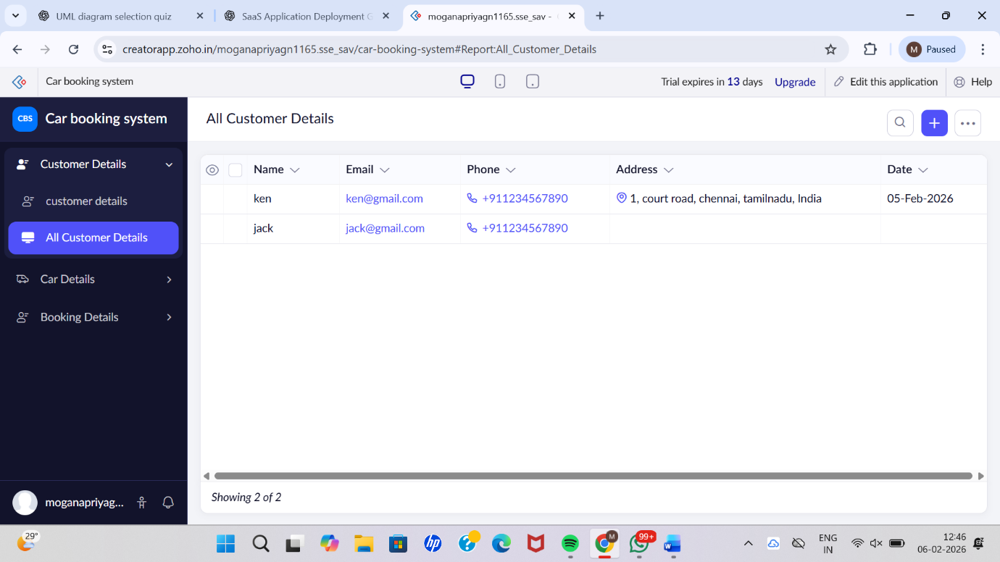 UML diagram selection quiz
SaaS Application Deployment G
moganapriyagn1165.sse_sav -
creatorapp.zoho.in/moganapriyagn1165.sse_sav/car-booking-system#Report:All_Customer_Details
M Paused
Car booking system
Trial expires in 13 days Upgrade Edit this application Help
CBS Car booking system
All Customer Details
Customer Details
customer details
All Customer Details
Car Details
Booking Details
Name Email Phone Address Date
ken ken@gmail.com +911234567890 1, court road, chennai, tamilnadu, India 05-Feb-2026
jack jack@gmail.com +911234567890
Showing 2 of 2
moganapriyag...
29°
hp
M
99+
W
ENG
IN
12:46
06-02-2026